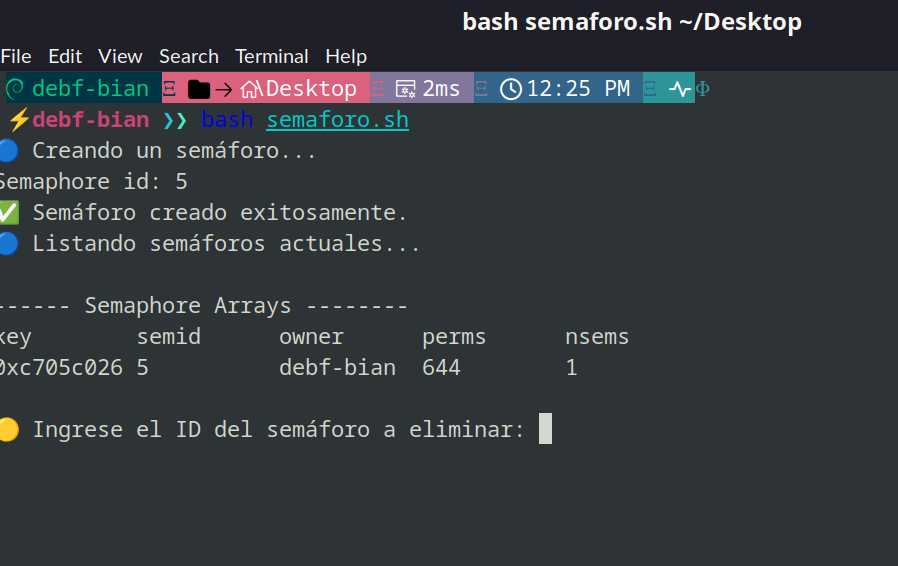 bash semaforo.sh ~/Desktop
File Edit View Search Terminal Help
debf-bian Ξ → \Desktop Ξ 2ms Ξ 12:25 PM Ξ Φ
⚡debf-bian ❯❯ bash semaforo.sh
🔵 Creando un semáforo...
Semaphore id: 5
✅ Semáforo creado exitosamente.
🔵 Listando semáforos actuales...
------ Semaphore Arrays --------
key semid owner perms nsems
0xc705c026 5 debf-bian 644 1
🟡 Ingrese el ID del semáforo a eliminar: